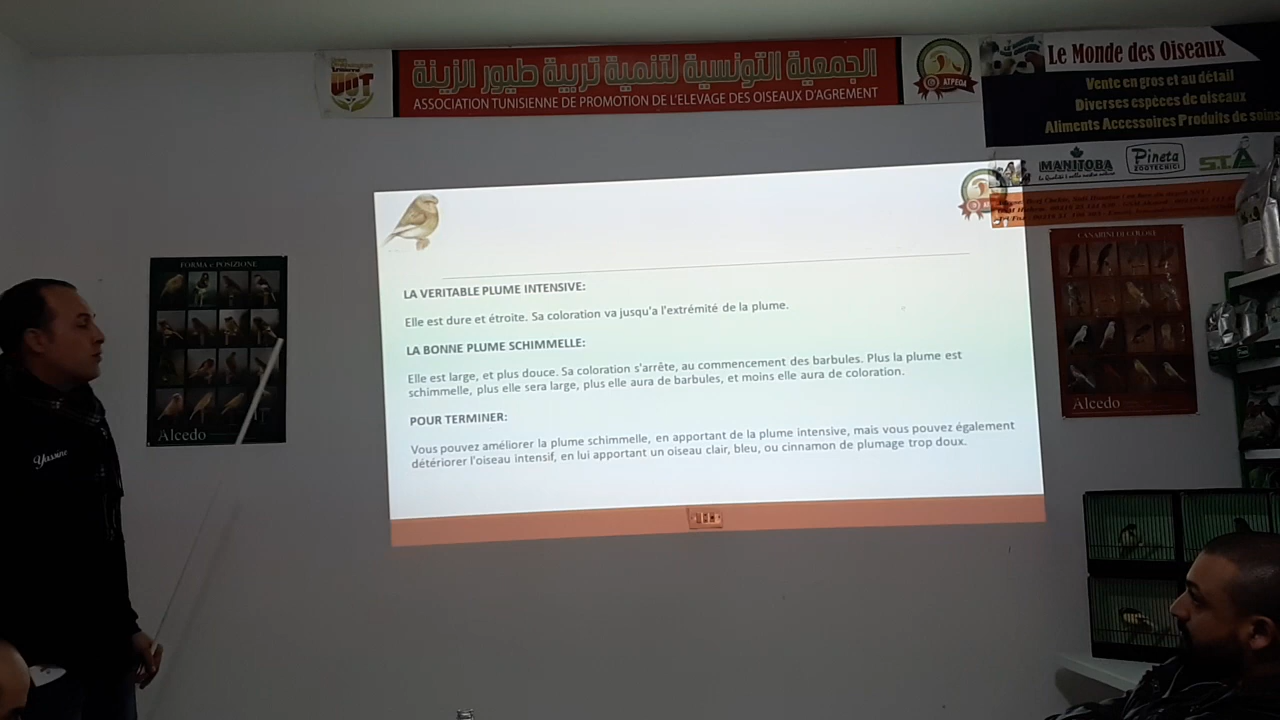 الجمعية التونسية لتنمية تربية طيور الزينة
ASSOCIATION TUNISIENNE DE PROMOTION DE L'ELEVAGE DES OISEAUX D'AGREMENT
ATPEOA
Le Monde des Oiseaux
Vente en gros et au détail
Diverses espèces de oiseaux
Aliments Accessoires Produits de soins
MANITOBA
Pineta
ZOOTECNICI
S.T.A
FORMA e POSIZIONE
Alcedo
CANARINI DI COLORE
Alcedo
LA VERITABLE PLUME INTENSIVE:
Elle est dure et étroite. Sa coloration va jusqu'a l'extrémité de la plume.
LA BONNE PLUME SCHIMMELLE:
Elle est large, et plus douce. Sa coloration s'arrête, au commencement des barbules. Plus la plume est
schimmelle, plus elle sera large, plus elle aura de barbules, et moins elle aura de coloration.
POUR TERMINER:
Vous pouvez améliorer la plume schimmelle, en apportant de la plume intensive, mais vous pouvez également
détériorer l'oiseau intensif, en lui apportant un oiseau clair, bleu, ou cinnamon de plumage trop doux.
Yassine